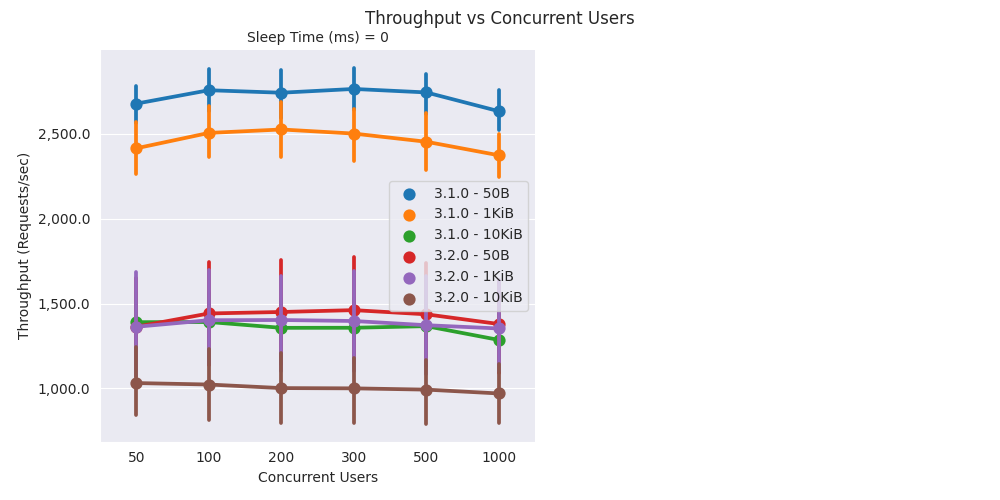 Throughput vs Concurrent Users
Sleep Time (ms) = 0
Throughput (Requests/sec)
2,500.0
2,000.0
1,500.0
1,000.0
3.1.0 - 50B
3.1.0 - 1KiB
3.1.0 - 10KiB
3.2.0 - 50B
3.2.0 - 1KiB
3.2.0 - 10KiB
50 100 200 300 500 1000
Concurrent Users